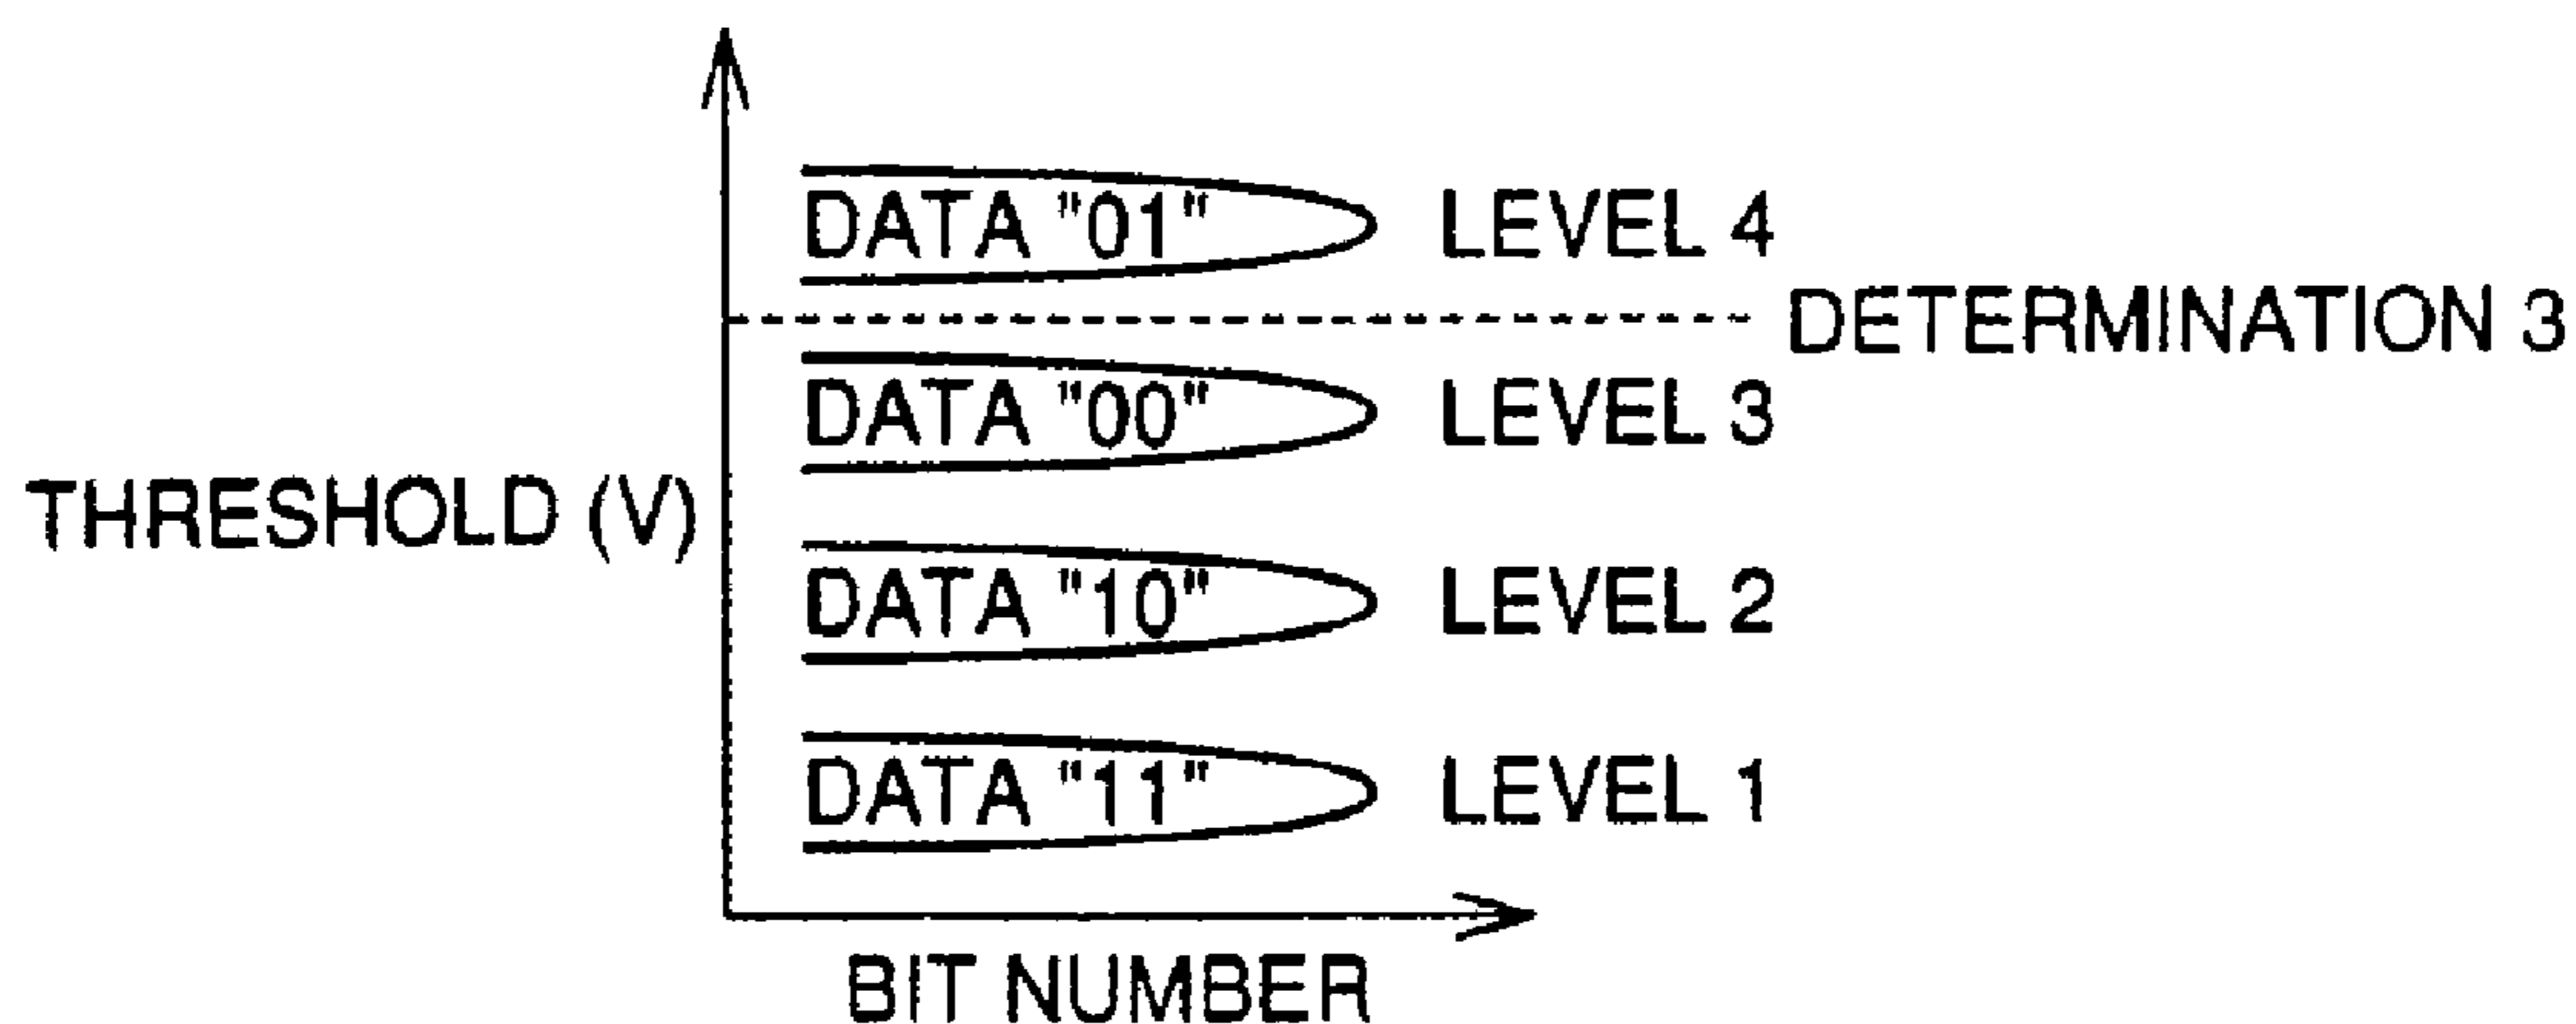 DATA "01" LEVEL 4
DETERMINATION 3
DATA "00" LEVEL 3
THRESHOLD (V)
DATA "10" LEVEL 2
DATA "11" LEVEL 1
BIT NUMBER